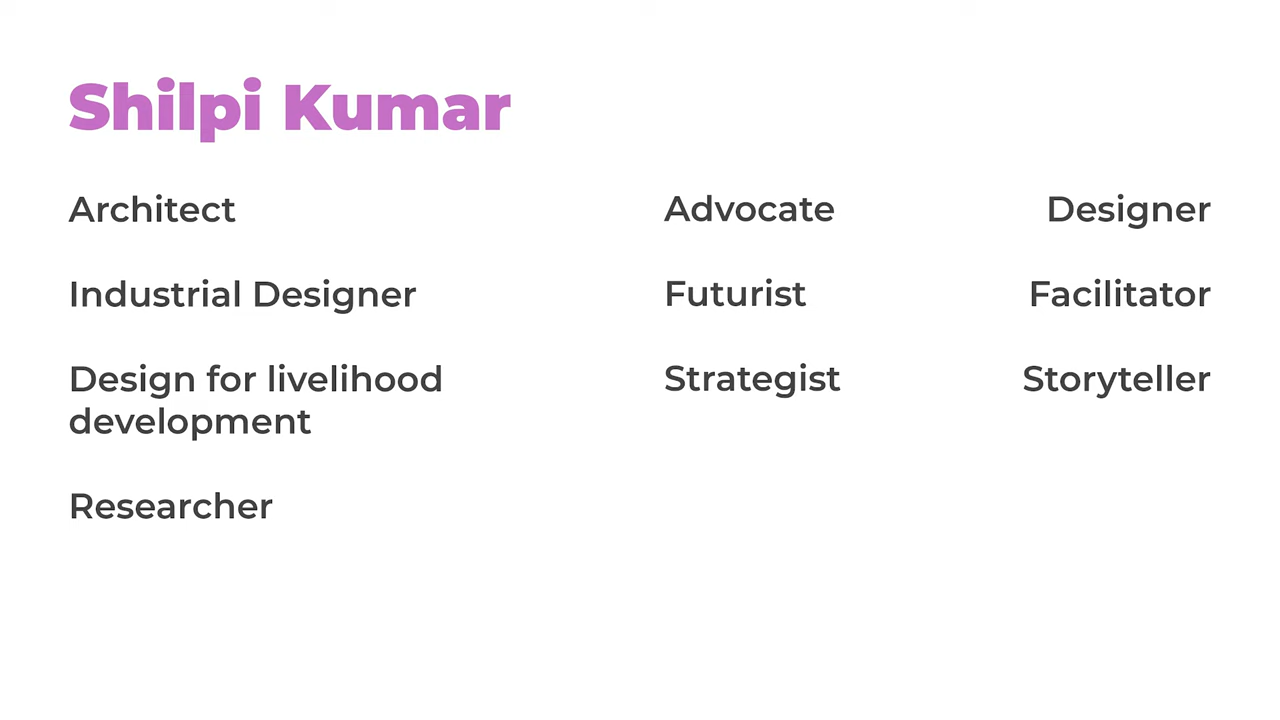 Shilpi Kumar
Architect
Industrial Designer
Design for livelihood
development
Researcher
Advocate
Futurist
Strategist
Designer
Facilitator
Storyteller